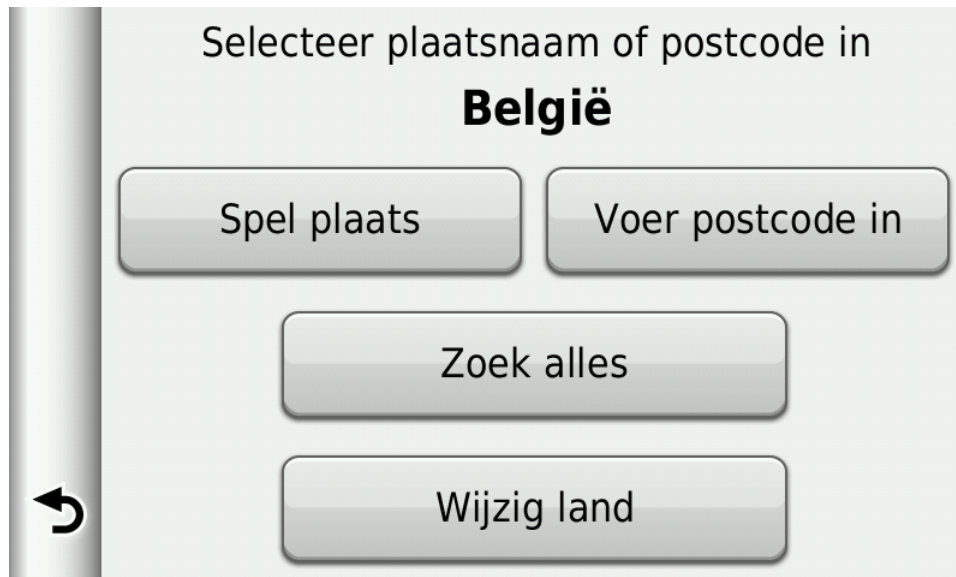 Selecteer plaatsnaam of postcode in
België
Spel plaats
Voer postcode in
Zoek alles
Wijzig land